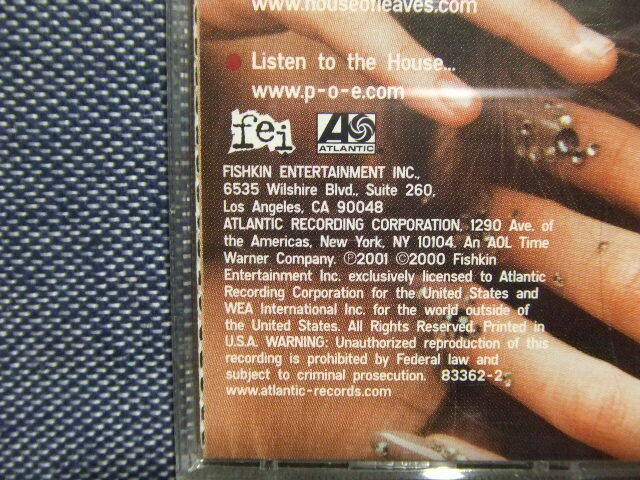 www.houseofleaves.com
Listen to the House...
www.p-o-e.com
fei
ATLANTIC
FISHKIN ENTERTAINMENT INC.,
6535 Wilshire Blvd., Suite 260,
Los Angeles, CA 90048
ATLANTIC RECORDING CORPORATION, 1290 Ave. of
the Americas, New York, NY 10104. An AOL Time
Warner Company. ℗2001 ©2000 Fishkin
Entertainment Inc. exclusively licensed to Atlantic
Recording Corporation for the United States and
WEA International Inc. for the world outside of
the United States. All Rights Reserved. Printed in
U.S.A. WARNING: Unauthorized reproduction of this
recording is prohibited by Federal law and
subject to criminal prosecution. 83362-2
www.atlantic-records.com